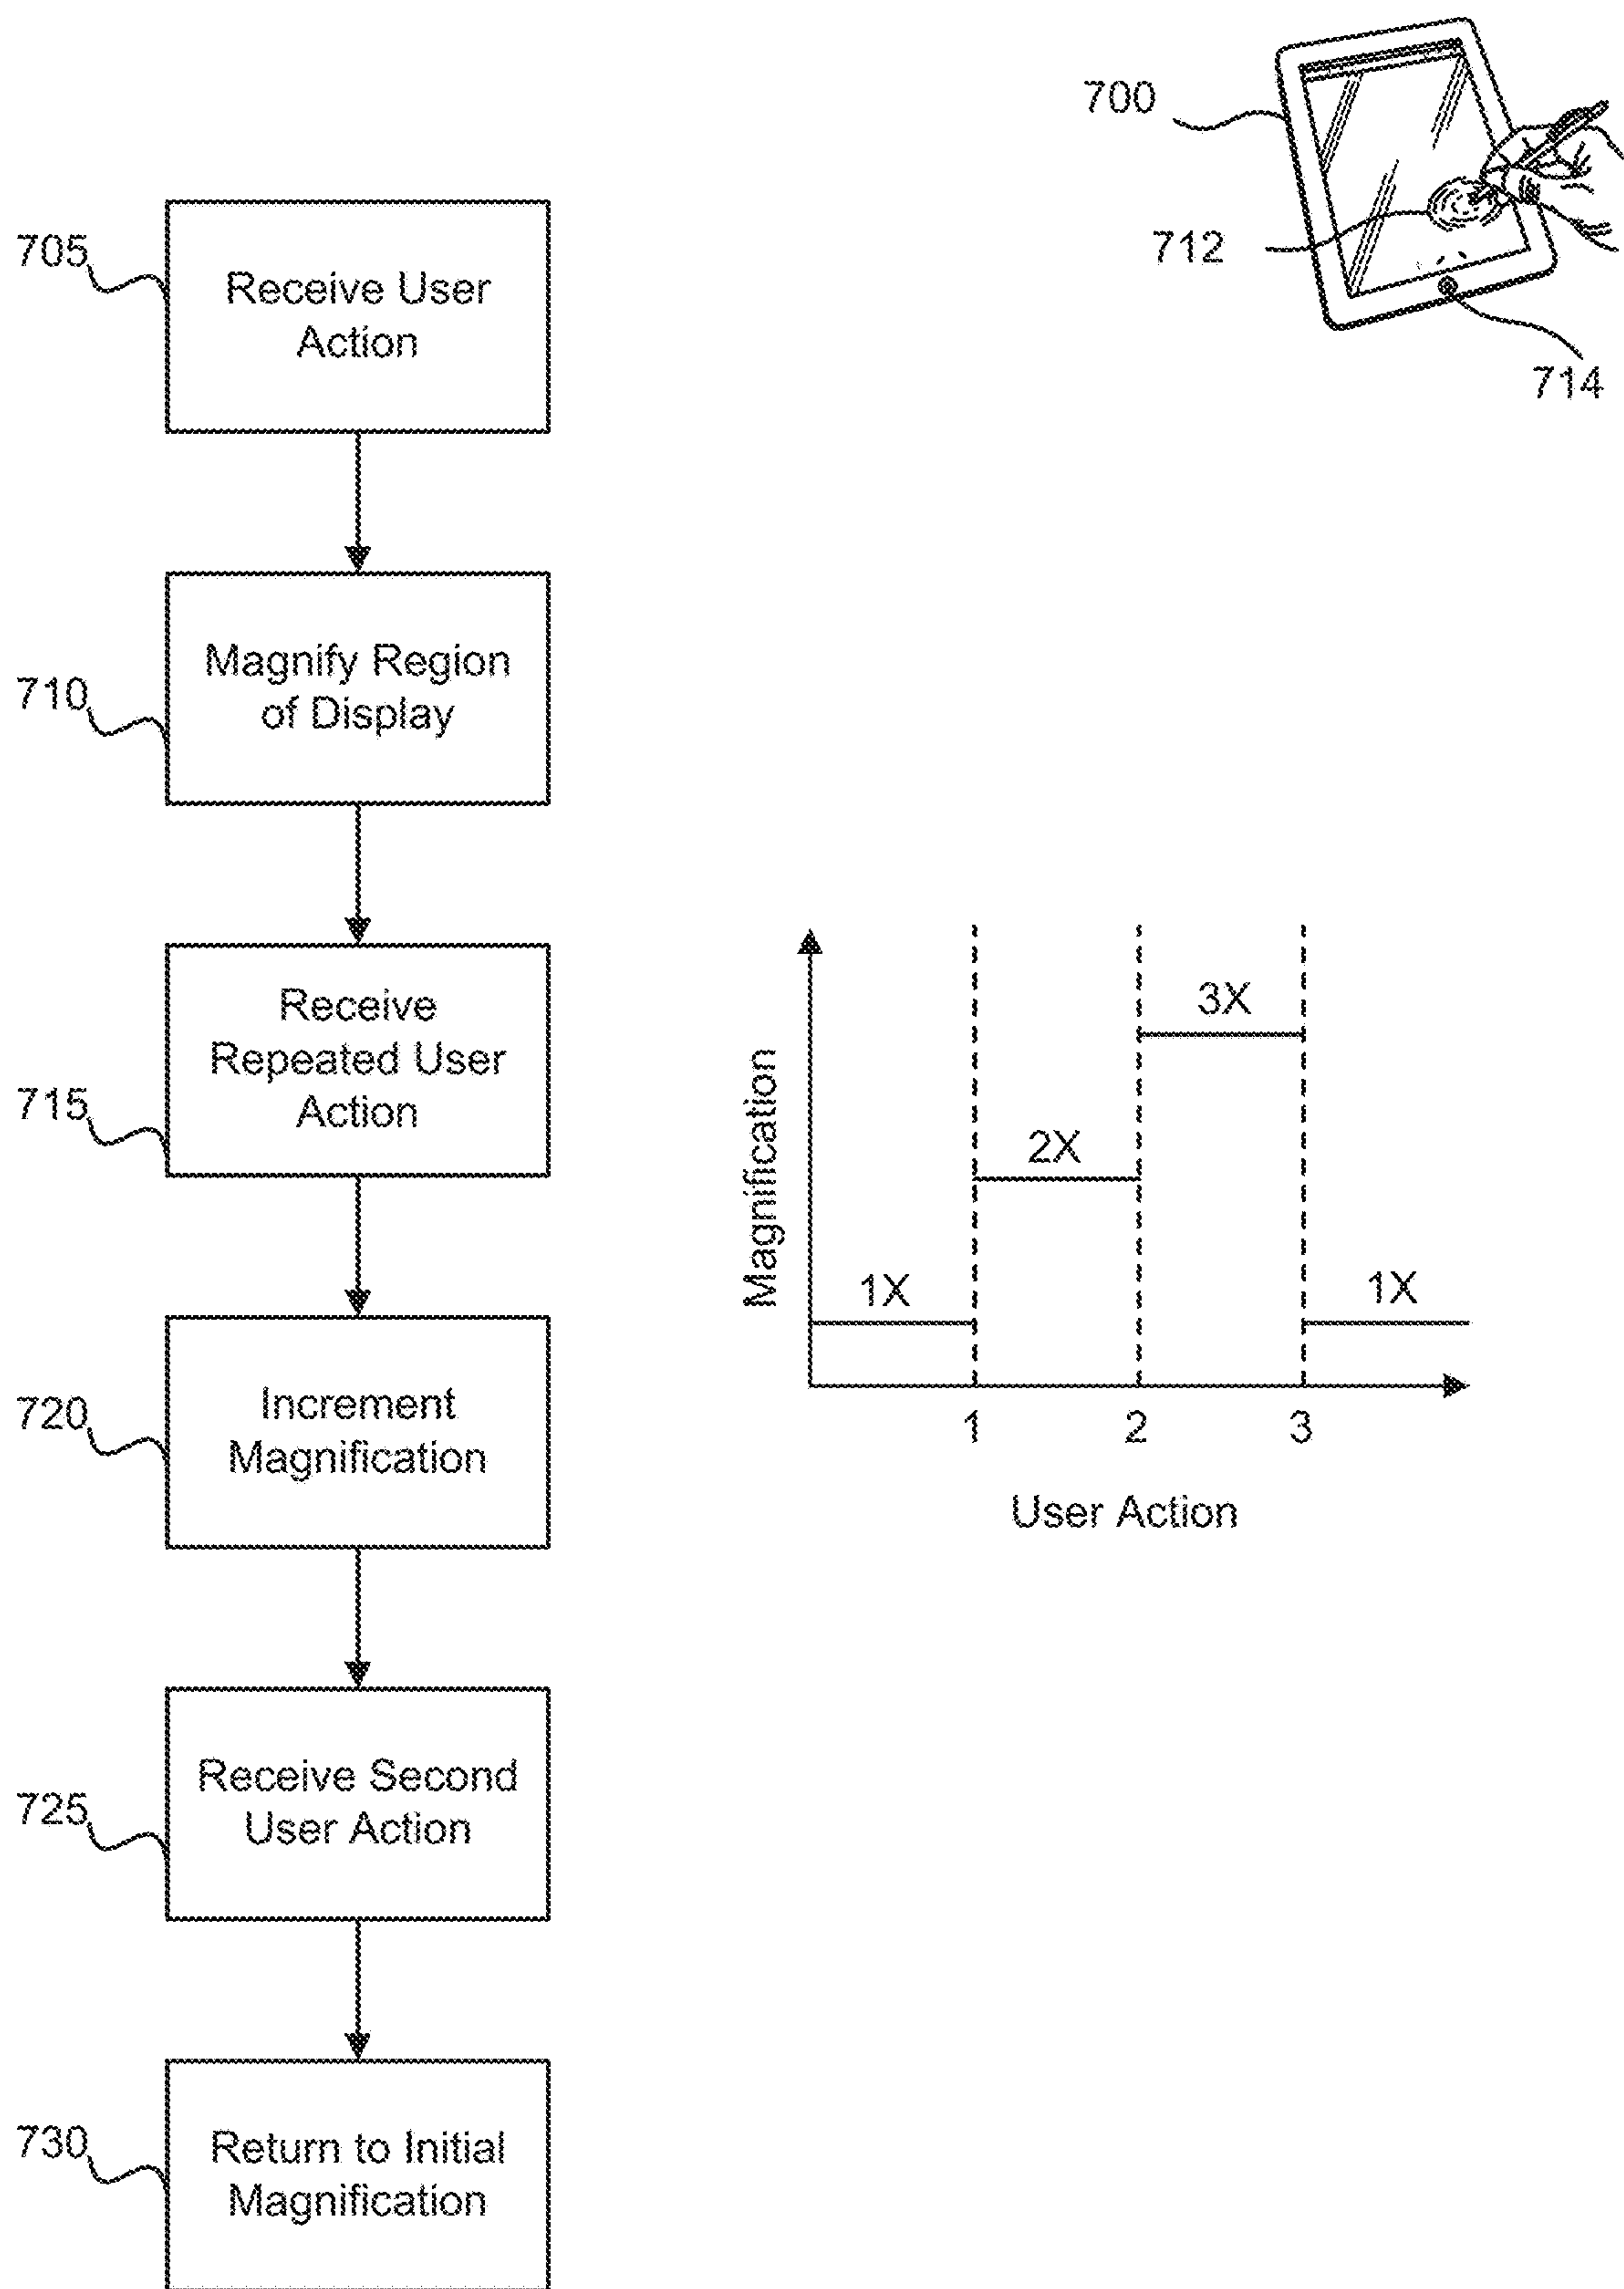 700
712
714
705
Receive User
Action
710
Magnify Region
of Display
715
Receive
Repeated User
Action
720
Increment
Magnification
725
Receive Second
User Action
730
Return to Initial
Magnification
Magnification
1X
2X
3X
1X
1
2
3
User Action